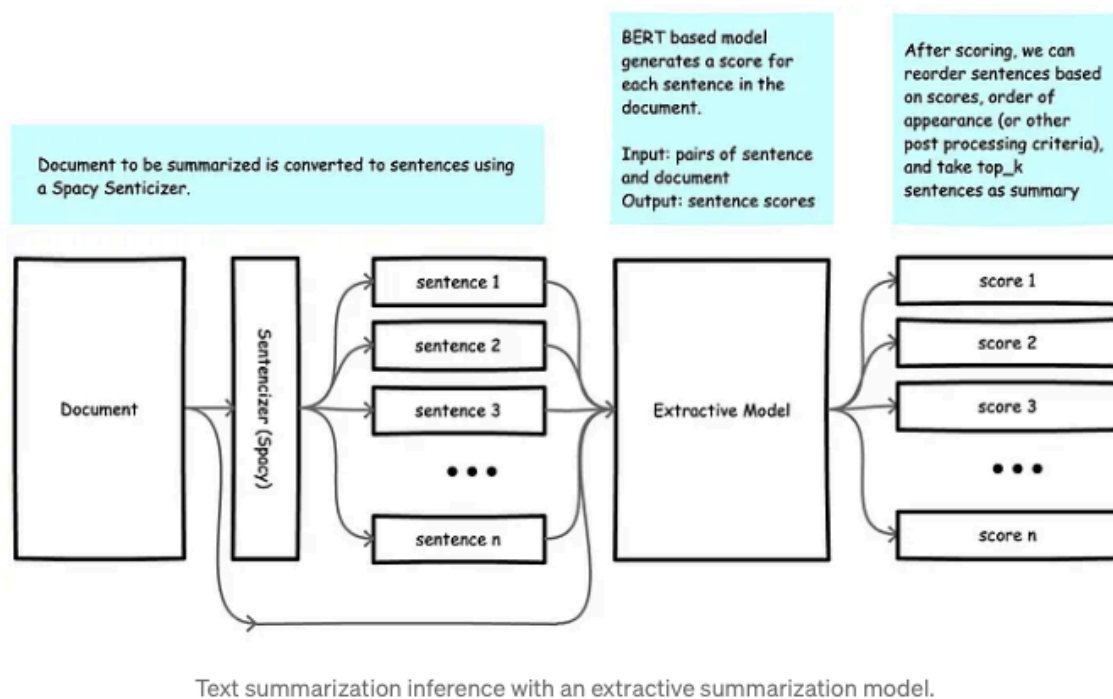 Document to be summarized is converted to sentences using
a Spacy Senticizer.
BERT based model
generates a score for
each sentence in the
document.
Input: pairs of sentence
and document
Output: sentence scores
After scoring, we can
reorder sentences based
on scores, order of
appearance (or other
post processing criteria),
and take top_k
sentences as summary
Document
Sentencizer (Spacy)
sentence 1
sentence 2
sentence 3
sentence n
Extractive Model
score 1
score 2
score 3
score n
Text summarization inference with an extractive summarization model.